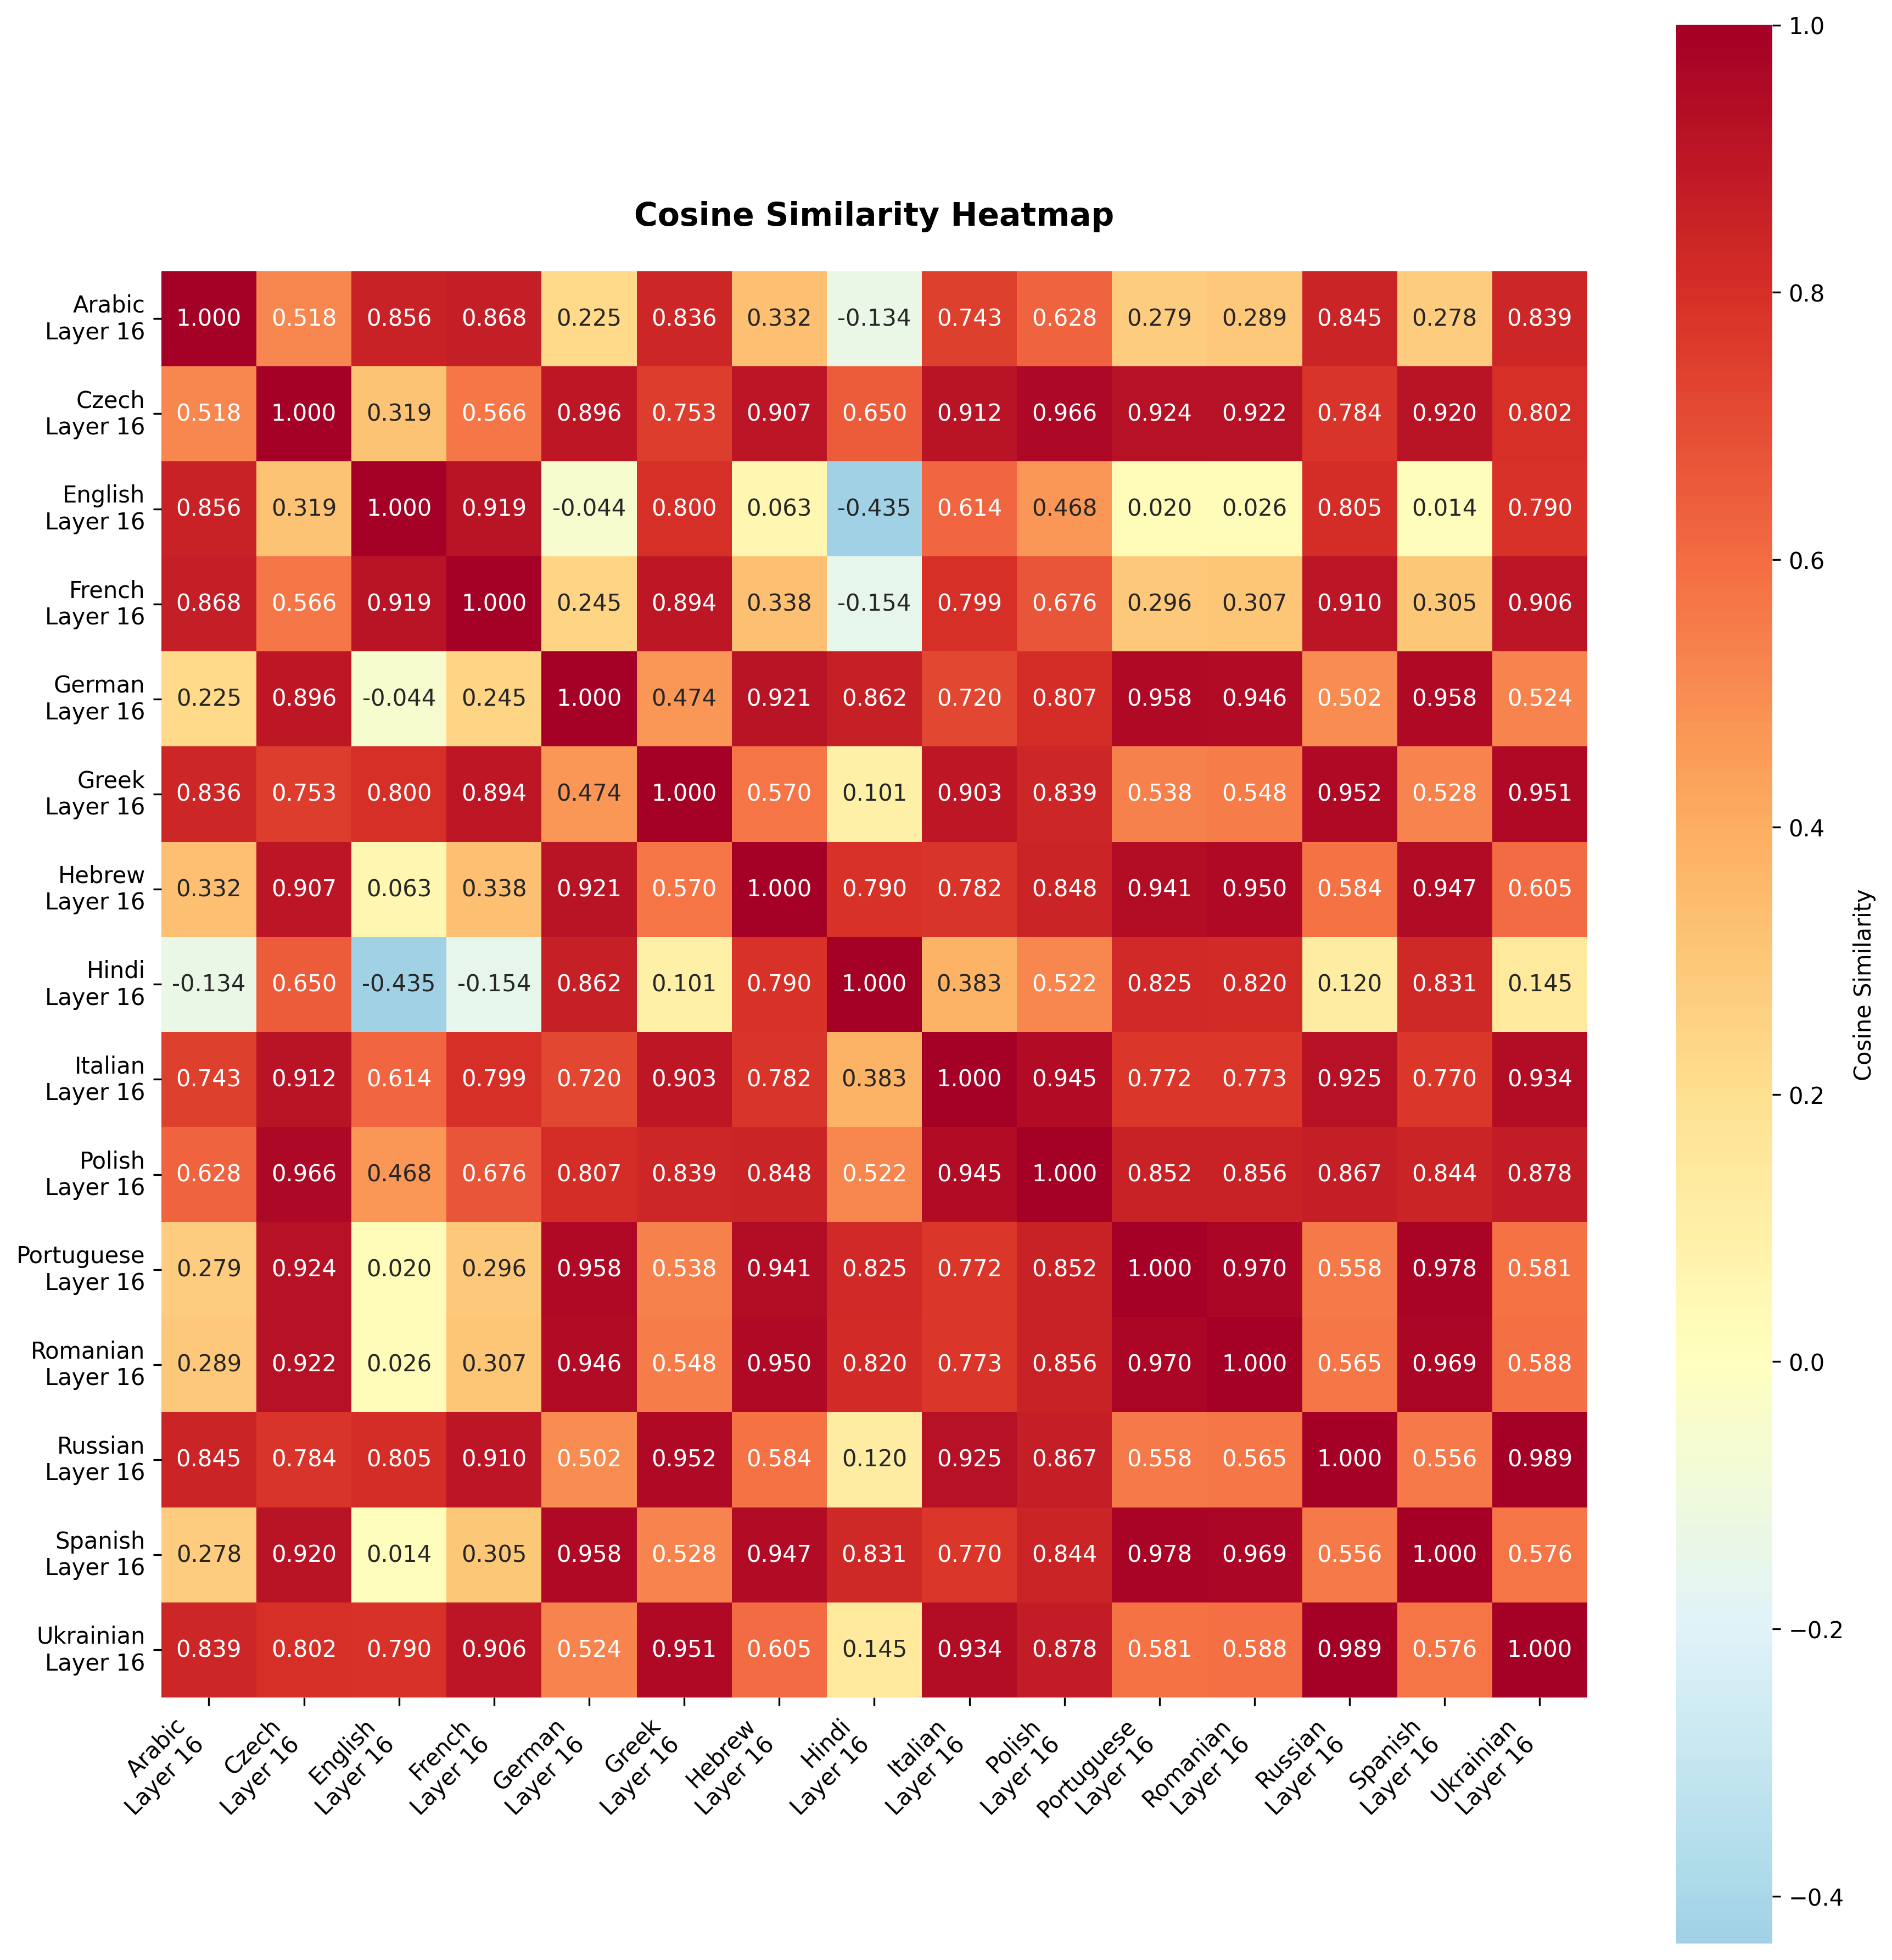 Cosine Similarity Heatmap
1.0
0.8
0.6
0.4
0.2
0.0
−0.2
−0.4
Cosine Similarity
Arabic
Layer 16
1.000 0.518 0.856 0.868 0.225 0.836 0.332 -0.134 0.743 0.628 0.279 0.289 0.845 0.278 0.839
Czech
Layer 16
0.518 1.000 0.319 0.566 0.896 0.753 0.907 0.650 0.912 0.966 0.924 0.922 0.784 0.920 0.802
English
Layer 16
0.856 0.319 1.000 0.919 -0.044 0.800 0.063 -0.435 0.614 0.468 0.020 0.026 0.805 0.014 0.790
French
Layer 16
0.868 0.566 0.919 1.000 0.245 0.894 0.338 -0.154 0.799 0.676 0.296 0.307 0.910 0.305 0.906
German
Layer 16
0.225 0.896 -0.044 0.245 1.000 0.474 0.921 0.862 0.720 0.807 0.958 0.946 0.502 0.958 0.524
Greek
Layer 16
0.836 0.753 0.800 0.894 0.474 1.000 0.570 0.101 0.903 0.839 0.538 0.548 0.952 0.528 0.951
Hebrew
Layer 16
0.332 0.907 0.063 0.338 0.921 0.570 1.000 0.790 0.782 0.848 0.941 0.950 0.584 0.947 0.605
Hindi
Layer 16
-0.134 0.650 -0.435 -0.154 0.862 0.101 0.790 1.000 0.383 0.522 0.825 0.820 0.120 0.831 0.145
Italian
Layer 16
0.743 0.912 0.614 0.799 0.720 0.903 0.782 0.383 1.000 0.945 0.772 0.773 0.925 0.770 0.934
Polish
Layer 16
0.628 0.966 0.468 0.676 0.807 0.839 0.848 0.522 0.945 1.000 0.852 0.856 0.867 0.844 0.878
Portuguese
Layer 16
0.279 0.924 0.020 0.296 0.958 0.538 0.941 0.825 0.772 0.852 1.000 0.970 0.558 0.978 0.581
Romanian
Layer 16
0.289 0.922 0.026 0.307 0.946 0.548 0.950 0.820 0.773 0.856 0.970 1.000 0.565 0.969 0.588
Russian
Layer 16
0.845 0.784 0.805 0.910 0.502 0.952 0.584 0.120 0.925 0.867 0.558 0.565 1.000 0.556 0.989
Spanish
Layer 16
0.278 0.920 0.014 0.305 0.958 0.528 0.947 0.831 0.770 0.844 0.978 0.969 0.556 1.000 0.576
Ukrainian
Layer 16
0.839 0.802 0.790 0.906 0.524 0.951 0.605 0.145 0.934 0.878 0.581 0.588 0.989 0.576 1.000
Arabic
Layer 16
Czech
Layer 16
English
Layer 16
French
Layer 16
German
Layer 16
Greek
Layer 16
Hebrew
Layer 16
Hindi
Layer 16
Italian
Layer 16
Polish
Layer 16
Portuguese
Layer 16
Romanian
Layer 16
Russian
Layer 16
Spanish
Layer 16
Ukrainian
Layer 16